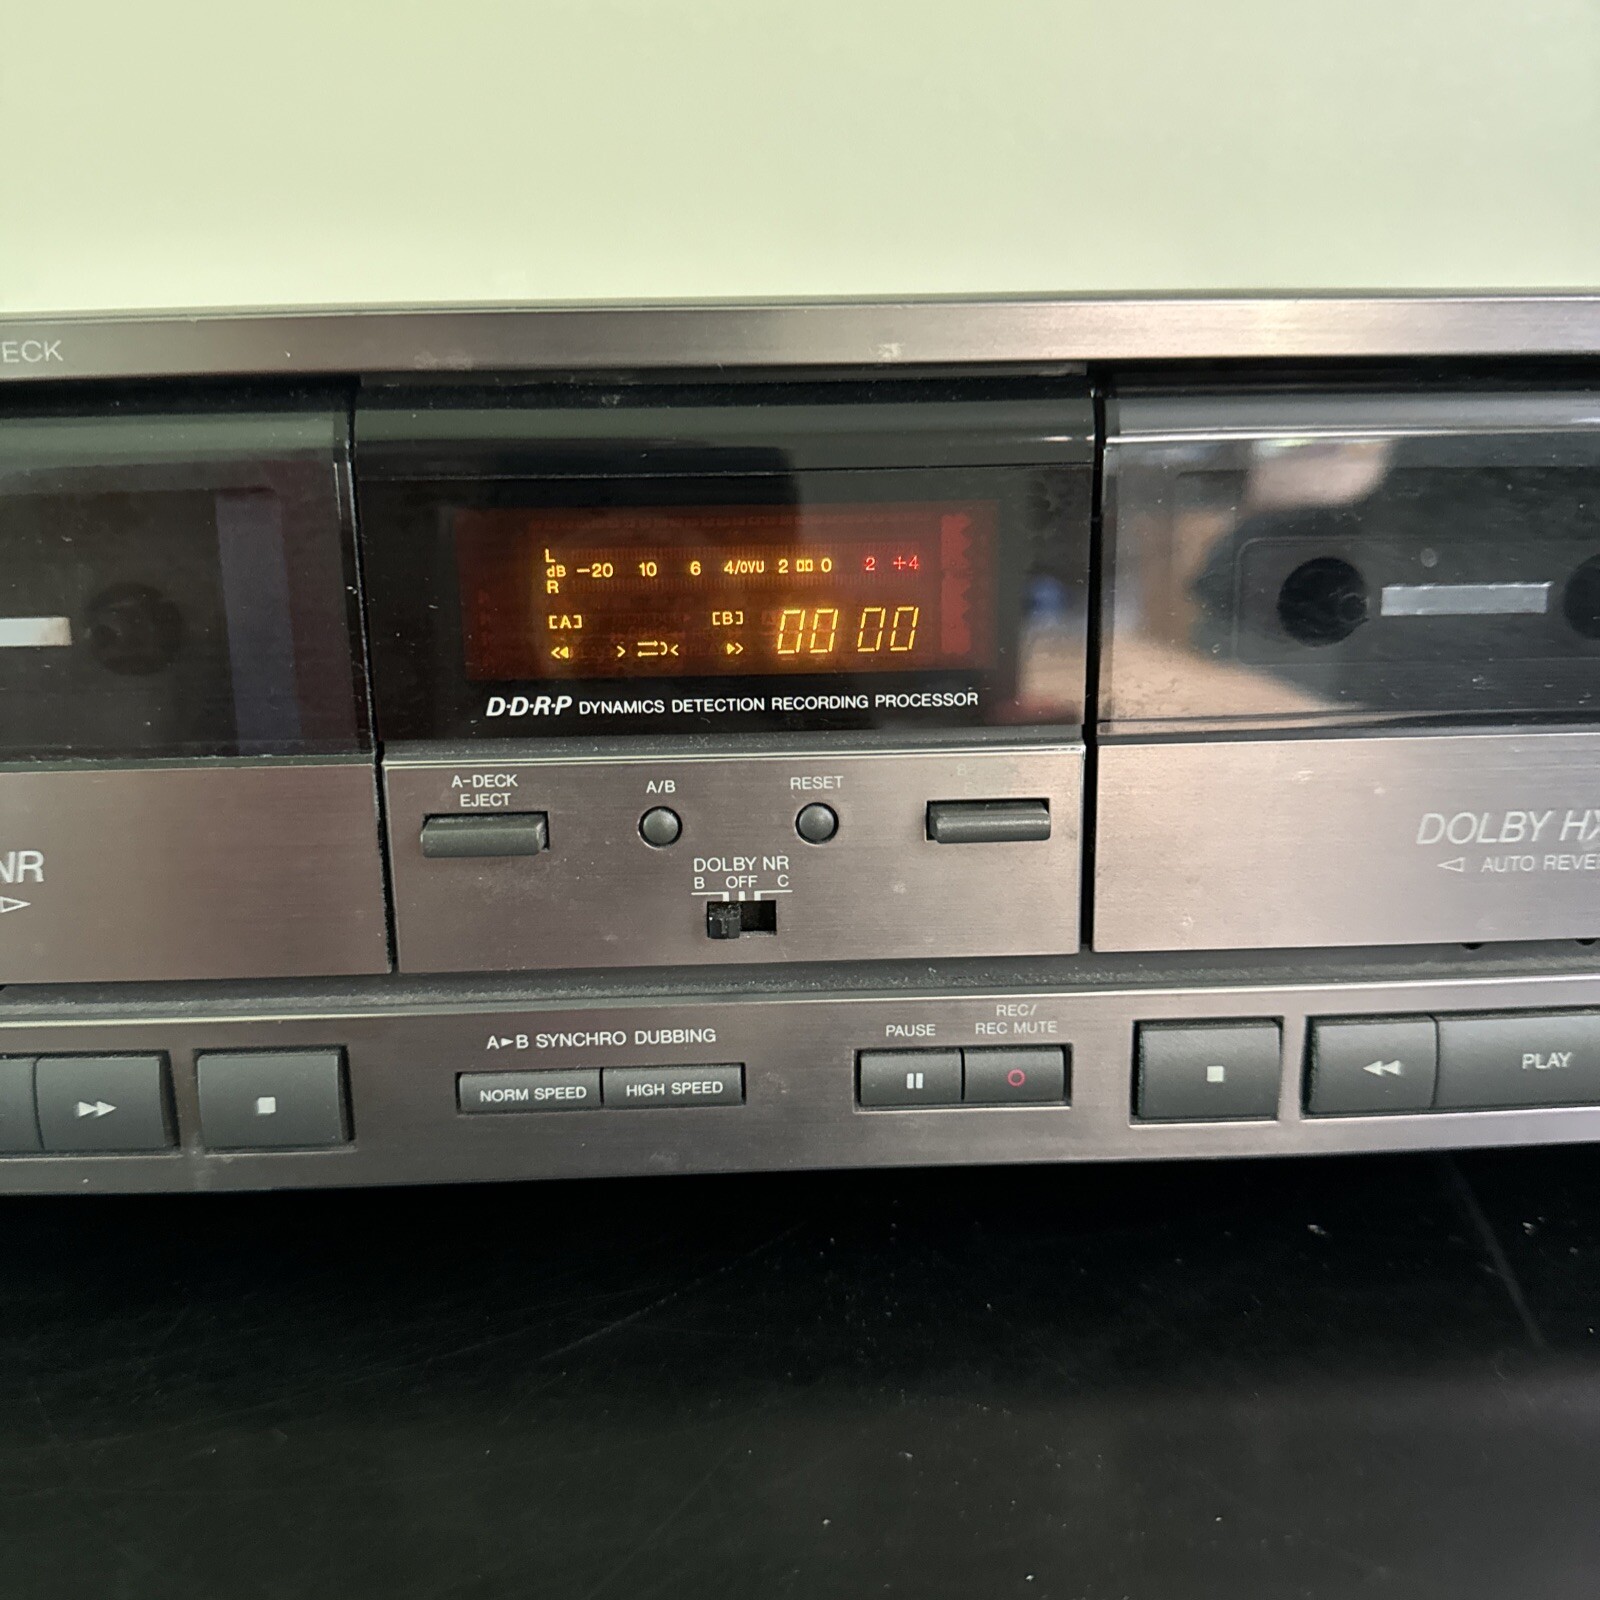 ECK
L
dB -20 10 6 4/0VU 2 0 2 +4
R
[A] [B] 00 00
D·D·R·P DYNAMICS DETECTION RECORDING PROCESSOR
A-DECK
EJECT
A/B
RESET
DOLBY NR
B OFF C
NR
DOLBY HX
AUTO REVE
A►B SYNCHRO DUBBING
NORM SPEED HIGH SPEED
PAUSE
REC/
REC MUTE
PLAY